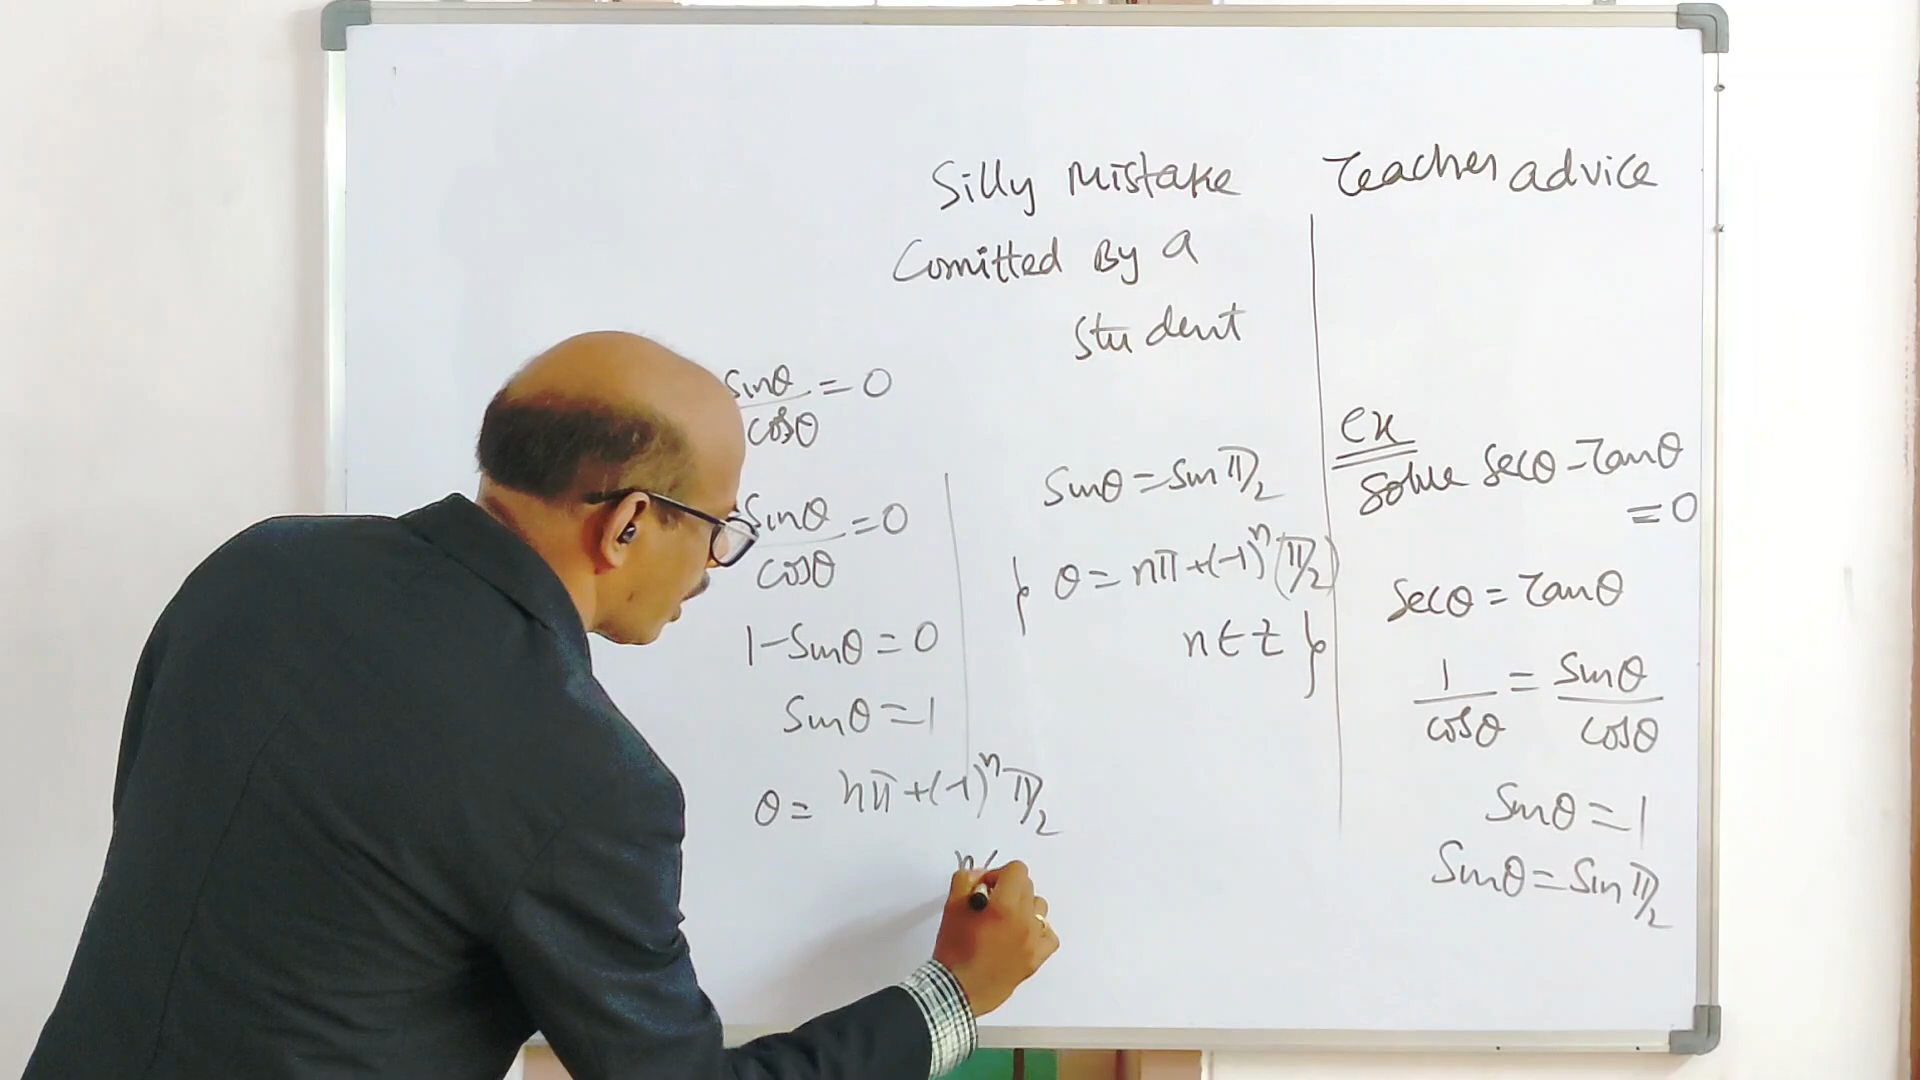 Silly Mistake
Comitted By a
student
Teacher advice
sinθ/cosθ = 0
sinθ/cosθ = 0
1-sinθ = 0
sinθ = 1
θ = nπ + (-1)^n π/2
n
sinθ = sin π/2
{ θ = nπ + (-1)^n (π/2)
n ∈ z }
ex
solve secθ - Tanθ
= 0
secθ = Tanθ
1/cosθ = sinθ/cosθ
sinθ = 1
sinθ = sin π/2